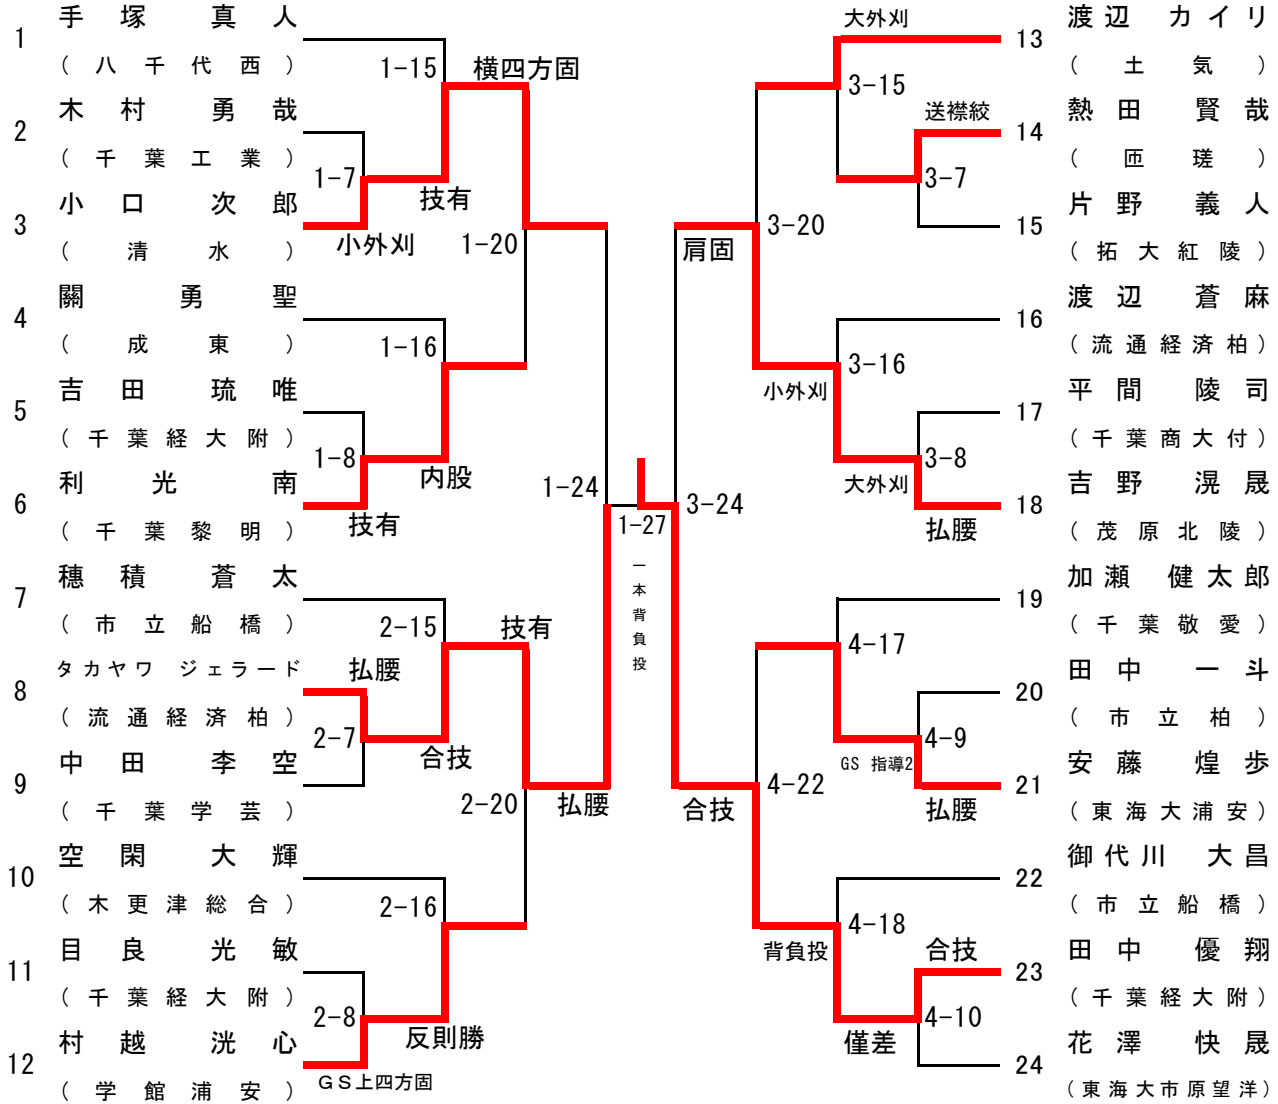 1 手塚 真人
(八千代西)
2 木村 勇哉
(千葉工業)
3 小口 次郎
(清水)
4 關 勇聖
(成東)
5 吉田 琉唯
(千葉経大附)
6 利光 南
(千葉黎明)
7 穂積 蒼太
(市立船橋)
8 タカヤワ ジェラード
(流通経済柏)
9 中田 李空
(千葉学芸)
10 空閑 大輝
(木更津総合)
11 目良 光敏
(千葉経大附)
12 村越 洸心
(学館浦安)
1-7
小外刈
1-8
技有
2-7
払腰
2-8
GS上四方固
1-15
技有
1-16
内股
2-15
合技
2-16
反則勝
横四方固
1-20
技有
2-20
1-24
払腰
1-27
一本背負投
肩固
3-24
合技
3-20
小外刈
4-22
背負投
大外刈
3-15
3-16
大外刈
4-17
GS 指導2
4-18
僅差
送襟絞
3-7
3-8
払腰
4-9
払腰
合技
4-10
13 渡辺 カイリ
(土気)
14 熱田 賢哉
(匝瑳)
15 片野 義人
(拓大紅陵)
16 渡辺 蒼麻
(流通経済柏)
17 平間 陵司
(千葉商大付)
18 吉野 滉晟
(茂原北陵)
19 加瀬 健太郎
(千葉敬愛)
20 田中 一斗
(市立柏)
21 安藤 煌歩
(東海大浦安)
22 御代川 大昌
(市立船橋)
23 田中 優翔
(千葉経大附)
24 花澤 快晟
(東海大市原望洋)